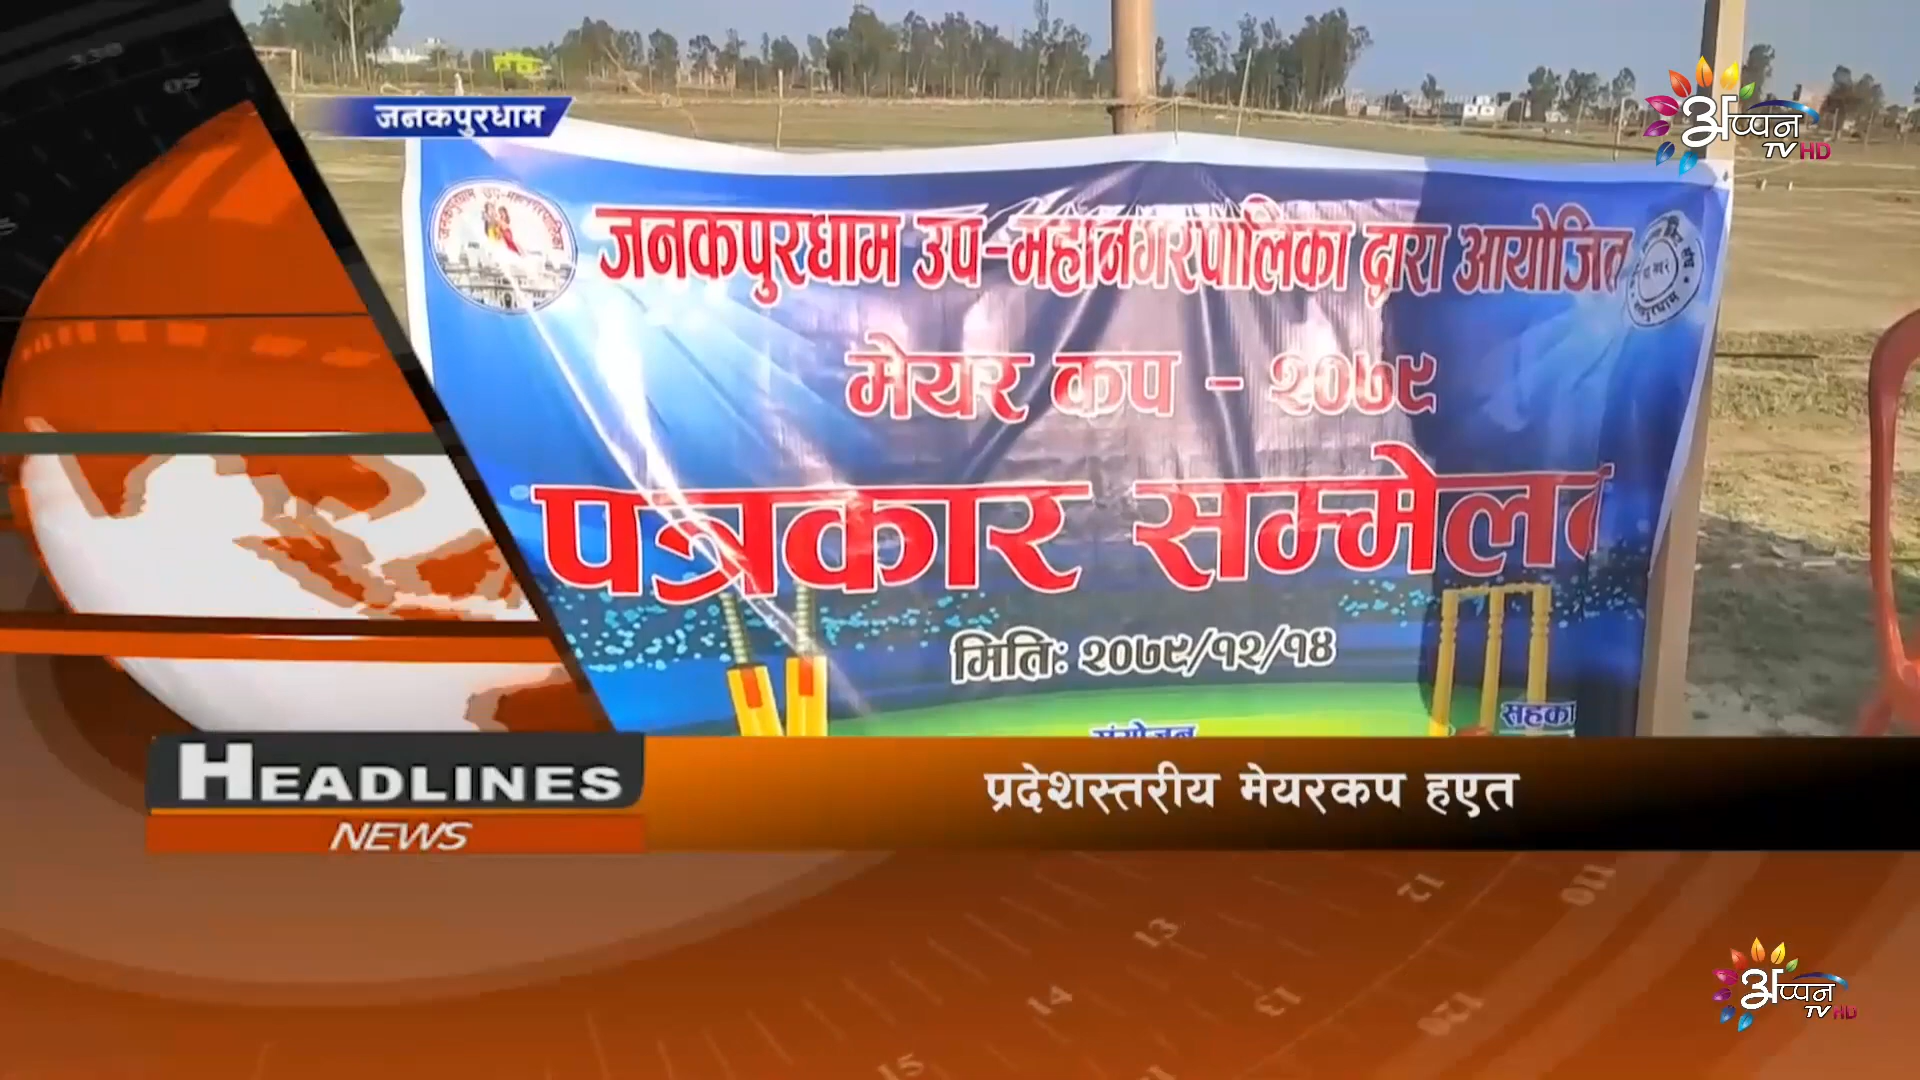 जनकपुरधाम
अप्पन
TV HD
जनकपुरधाम उप-महानगरपालिका द्वारा आयोजित
मेयर कप - २०७९
पत्रकार सम्मेलन
मिति: २०७९/१२/१४
संयोजन
सहका
HEADLINES
NEWS
प्रदेशस्तरीय मेयरकप हएत
अप्पन
TV HD